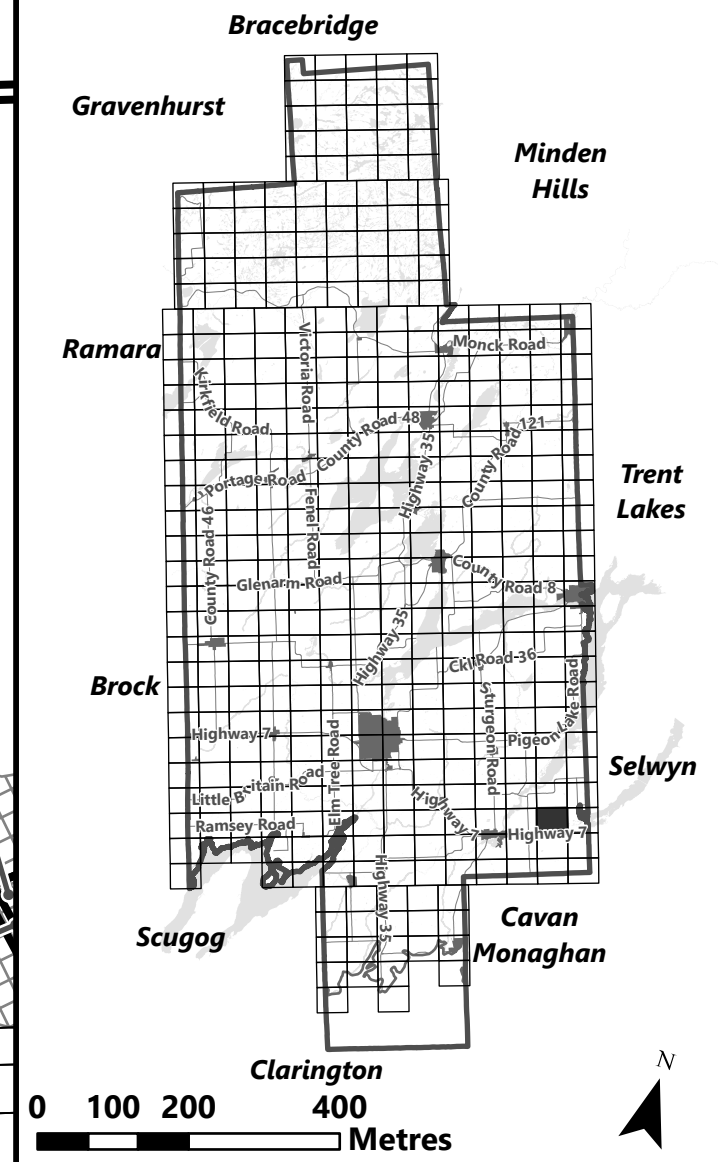 Bracebridge
Gravenhurst
Minden
Hills
Ramara
Victoria Road
Monck Road
Kirkfield Road
County Road 48
County Road 121
Highway 35
Portage Road
Trent
Lakes
Fenel Road
County Road 46
Glenarm Road
County Road 8
Highway 35
Ckl Road 36
Brock
Sturgeon Road
Pigeon Lake Road
Highway 7
Elm Tree Road
Selwyn
Little Britain Road
Highway 7
Ramsey Road
Highway 7
Highway 35
Scugog
Cavan
Monaghan
Clarington
N
0 100 200 400
Metres